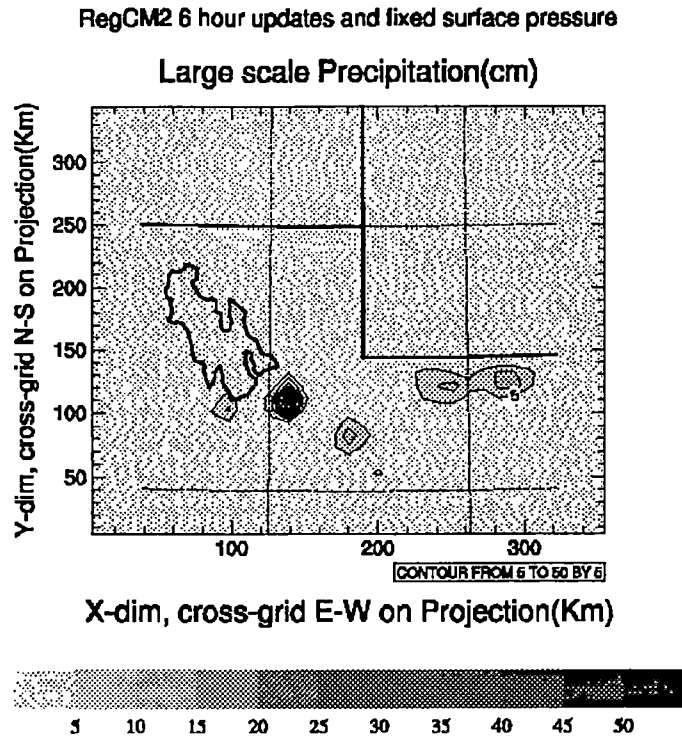 RegCM2 6 hour updates and fixed surface pressure
Large scale Precipitation(cm)
Y-dim, cross-grid N-S on Projection(Km)
300
250
200
150
100
50
5
100 200 300
CONTOUR FROM 5 TO 50 BY 5
X-dim, cross-grid E-W on Projection(Km)
5 10 15 20 25 30 35 40 45 50